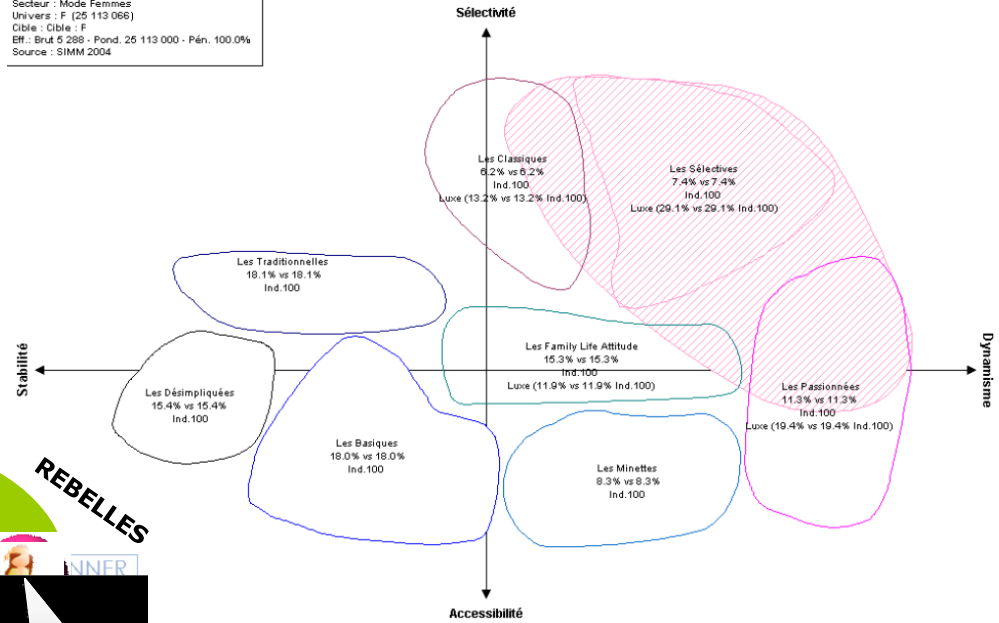 Secteur : Mode Femmes
Univers : F (25 113 066)
Cible : Cible : F
Eff.: Brut 5 288 - Pond. 25 113 000 - Pén. 100.0%
Source : SIMM 2004
Sélectivité
Les Classiques
6.2% vs 6.2%
Ind.100
Luxe (13.2% vs 13.2% Ind.100)
Les Sélectives
7.4% vs 7.4%
Ind.100
Luxe (29.1% vs 29.1% Ind.100)
Les Traditionnelles
18.1% vs 18.1%
Ind.100
Les Family Life Attitude
15.3% vs 15.3%
Ind.100
Luxe (11.9% vs 11.9% Ind.100)
Stabilité
Dynamisme
Les Désimpliquées
15.4% vs 15.4%
Ind.100
Les Passionnées
11.3% vs 11.3%
Ind.100
Luxe (19.4% vs 19.4% Ind.100)
Les Basiques
18.0% vs 18.0%
Ind.100
Les Minettes
8.3% vs 8.3%
Ind.100
REBELLES
NNER
Accessibilité